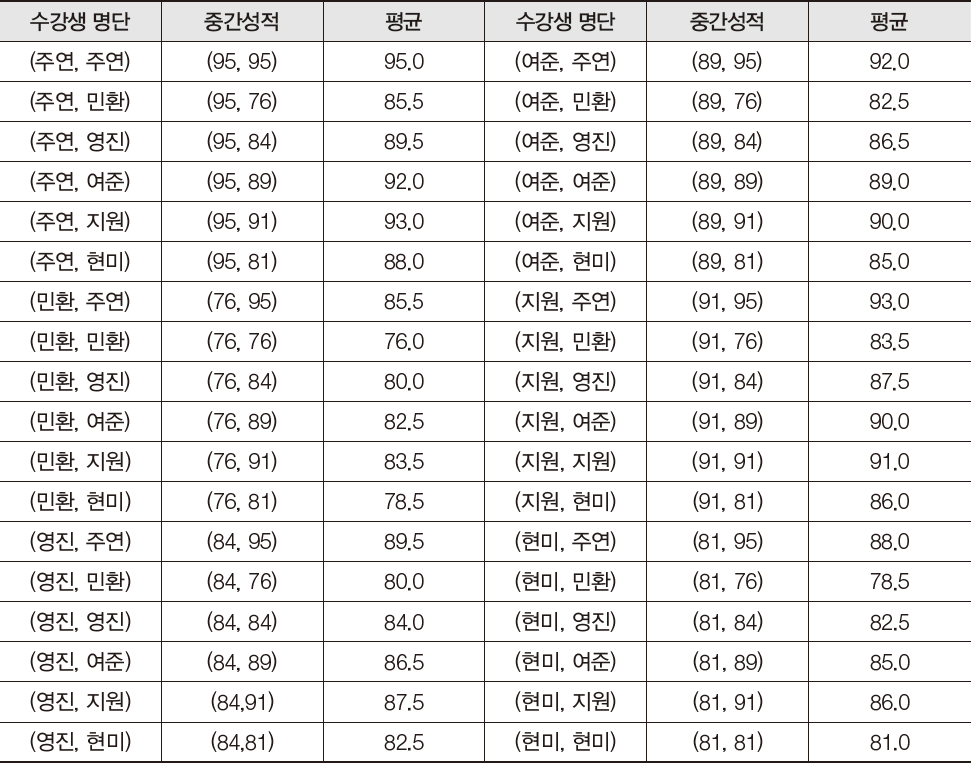 수강생 명단 중간성적 평균 수강생 명단 중간성적 평균
(주연, 주연) (95, 95) 95.0 (여준, 주연) (89, 95) 92.0
(주연, 민환) (95, 76) 85.5 (여준, 민환) (89, 76) 82.5
(주연, 영진) (95, 84) 89.5 (여준, 영진) (89, 84) 86.5
(주연, 여준) (95, 89) 92.0 (여준, 여준) (89, 89) 89.0
(주연, 지원) (95, 91) 93.0 (여준, 지원) (89, 91) 90.0
(주연, 현미) (95, 81) 88.0 (여준, 현미) (89, 81) 85.0
(민환, 주연) (76, 95) 85.5 (지원, 주연) (91, 95) 93.0
(민환, 민환) (76, 76) 76.0 (지원, 민환) (91, 76) 83.5
(민환, 영진) (76, 84) 80.0 (지원, 영진) (91, 84) 87.5
(민환, 여준) (76, 89) 82.5 (지원, 여준) (91, 89) 90.0
(민환, 지원) (76, 91) 83.5 (지원, 지원) (91, 91) 91.0
(민환, 현미) (76, 81) 78.5 (지원, 현미) (91, 81) 86.0
(영진, 주연) (84, 95) 89.5 (현미, 주연) (81, 95) 88.0
(영진, 민환) (84, 76) 80.0 (현미, 민환) (81, 76) 78.5
(영진, 영진) (84, 84) 84.0 (현미, 영진) (81, 84) 82.5
(영진, 여준) (84, 89) 86.5 (현미, 여준) (81, 89) 85.0
(영진, 지원) (84,91) 87.5 (현미, 지원) (81, 91) 86.0
(영진, 현미) (84,81) 82.5 (현미, 현미) (81, 81) 81.0